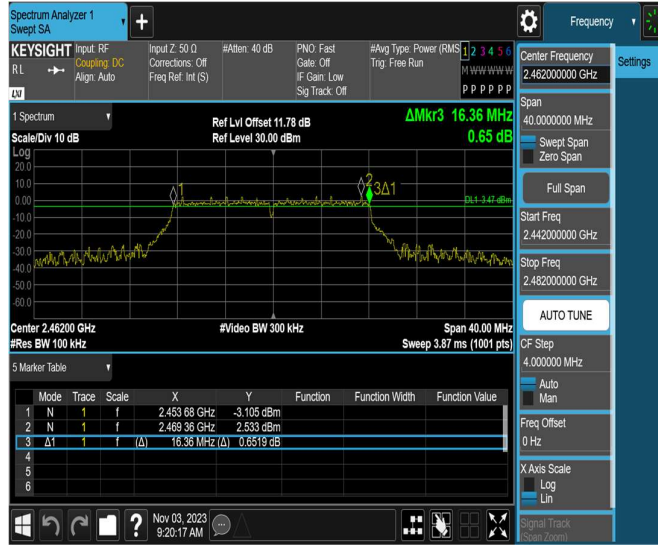 Spectrum Analyzer 1
Swept SA
+
Frequency
KEYSIGHT
RL
LXI
Input: RF
Coupling: DC
Align: Auto
Input Z: 50 Ω
Corrections: Off
Freq Ref: Int (S)
#Atten: 40 dB
PNO: Fast
Gate: Off
IF Gain: Low
Sig Track: Off
#Avg Type: Power (RMS
Trig: Free Run
1 2 3 4 5 6
M W W W W W
P P P P P P
1 Spectrum
Scale/Div 10 dB
Log
Ref Lvl Offset 11.78 dB
Ref Level 30.00 dBm
ΔMkr3 16.36 MHz
0.65 dB
20.0
10.0
0.00
-10.0
-20.0
-30.0
-40.0
-50.0
-60.0
1
2
3Δ1
DL1 3.47 dBm
Center 2.46200 GHz
#Video BW 300 kHz
Span 40.00 MHz
#Res BW 100 kHz
Sweep 3.87 ms (1001 pts)
5 Marker Table
Mode Trace Scale X Y Function Function Width Function Value
1 N 1 f 2.453 68 GHz -3.105 dBm
2 N 1 f 2.469 36 GHz 2.533 dBm
3 Δ1 1 f (Δ) 16.36 MHz (Δ) 0.6519 dB
4
5
6
Nov 03, 2023
9:20:17 AM
Center Frequency
2.462000000 GHz
Settings
Span
40.0000000 MHz
Swept Span
Zero Span
Full Span
Start Freq
2.442000000 GHz
Stop Freq
2.482000000 GHz
AUTO TUNE
CF Step
4.000000 MHz
Auto
Man
Freq Offset
0 Hz
X Axis Scale
Log
Lin
Signal Track
(Span Zoom)